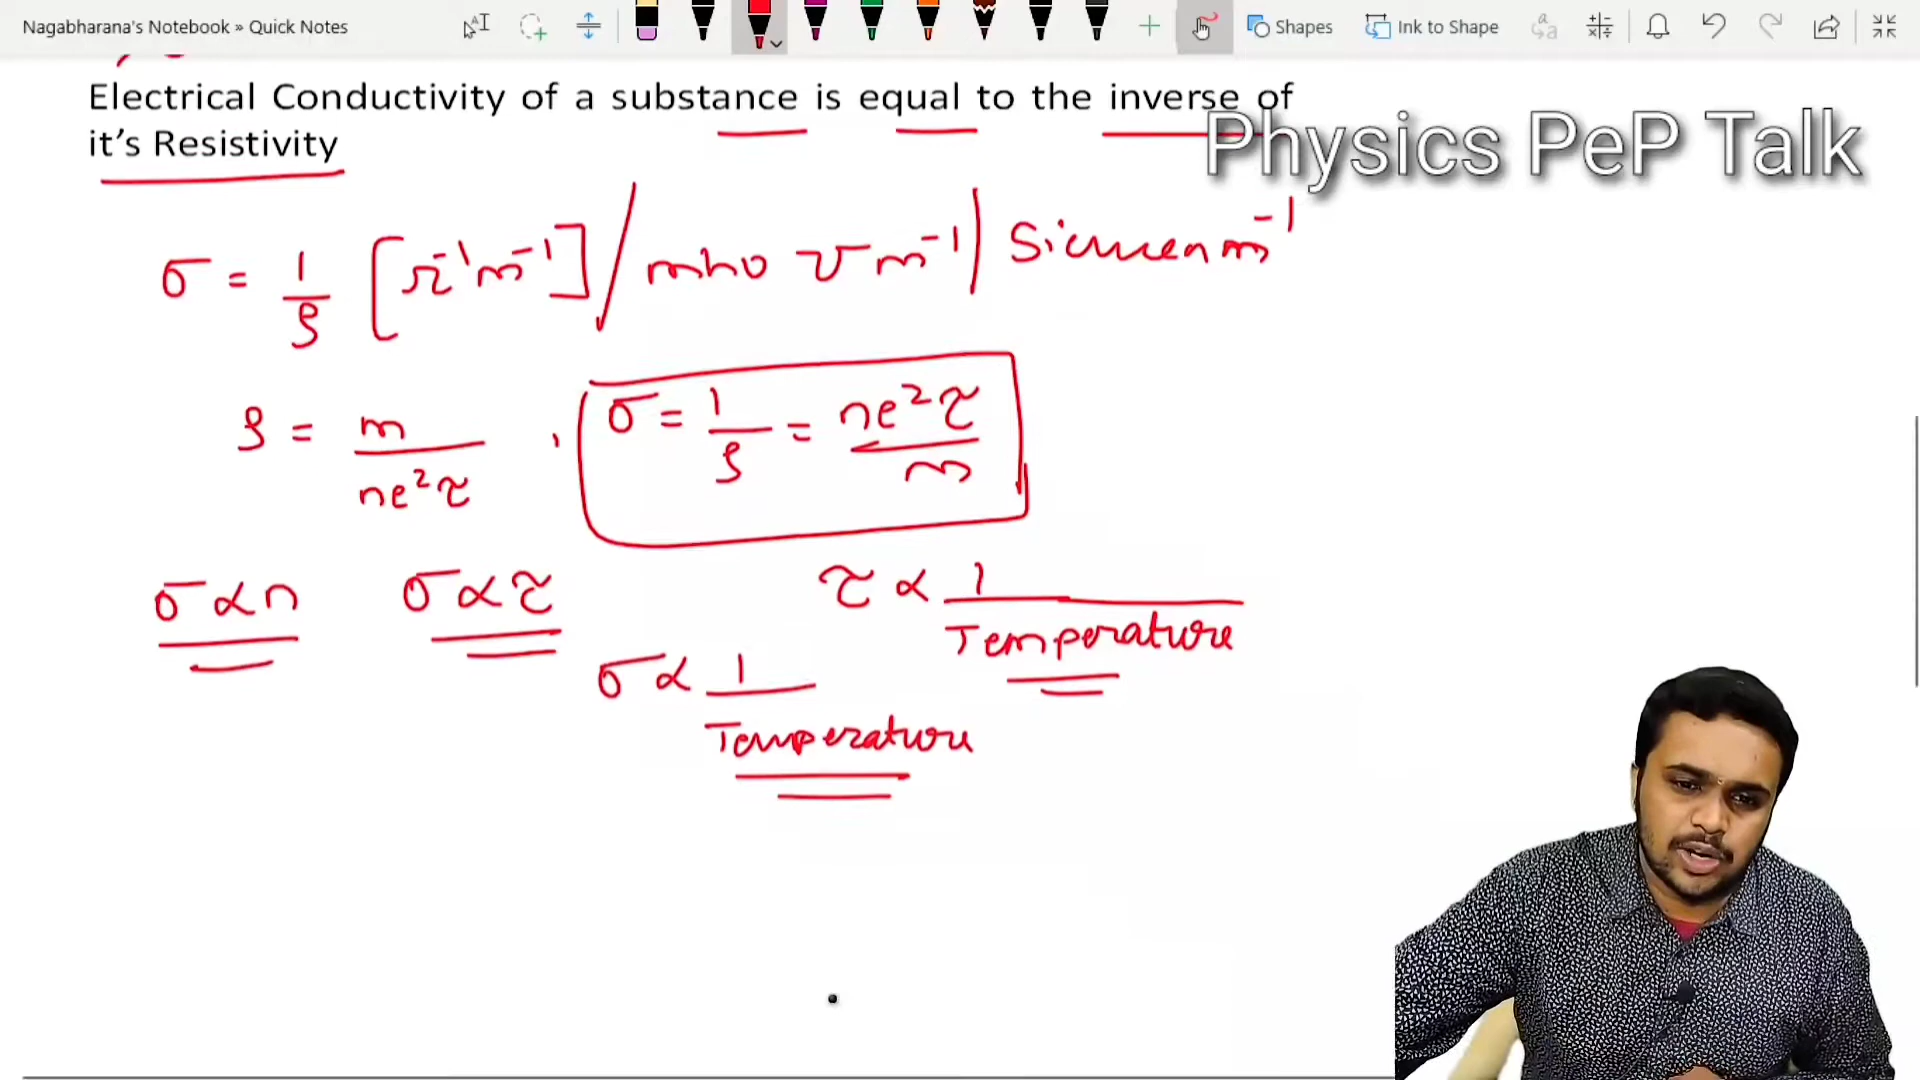 Nagabharana's Notebook » Quick Notes
Shapes
Ink to Shape
Electrical Conductivity of a substance is equal to the inverse of
it's Resistivity
Physics PeP Talk
σ = 1/ρ [Ω⁻¹m⁻¹] / mho ℧ m⁻¹ | Siemen m⁻¹
ρ = m/ne²τ , σ = 1/ρ = ne²τ/m
σ ∝ n σ ∝ τ τ ∝ 1/Temperature
σ ∝ 1/Temperature